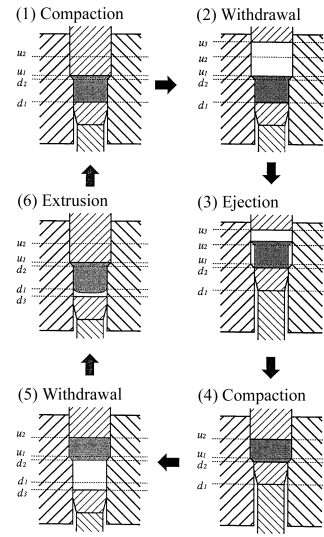 (1) Compaction
u2
u1
d2
d1
(2) Withdrawal
u3
u2
u1
d2
d1
(3) Ejection
u3
u2
u1
d2
d1
(4) Compaction
u2
u1
d2
d1
(5) Withdrawal
u2
u1
d2
d1
d3
(6) Extrusion
u2
u1
d2
d1
d3